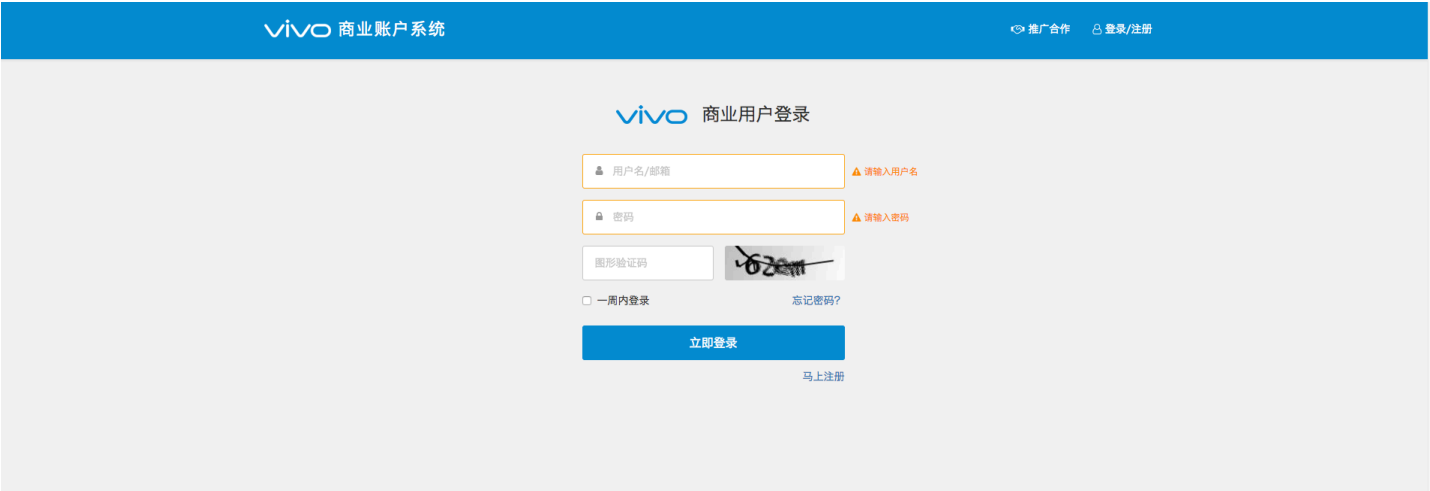 vivo 商业账户系统
推广合作 登录/注册
vivo 商业用户登录
用户名/邮箱 请输入用户名
密码 请输入密码
图形验证码
一周内登录 忘记密码?
立即登录
马上注册